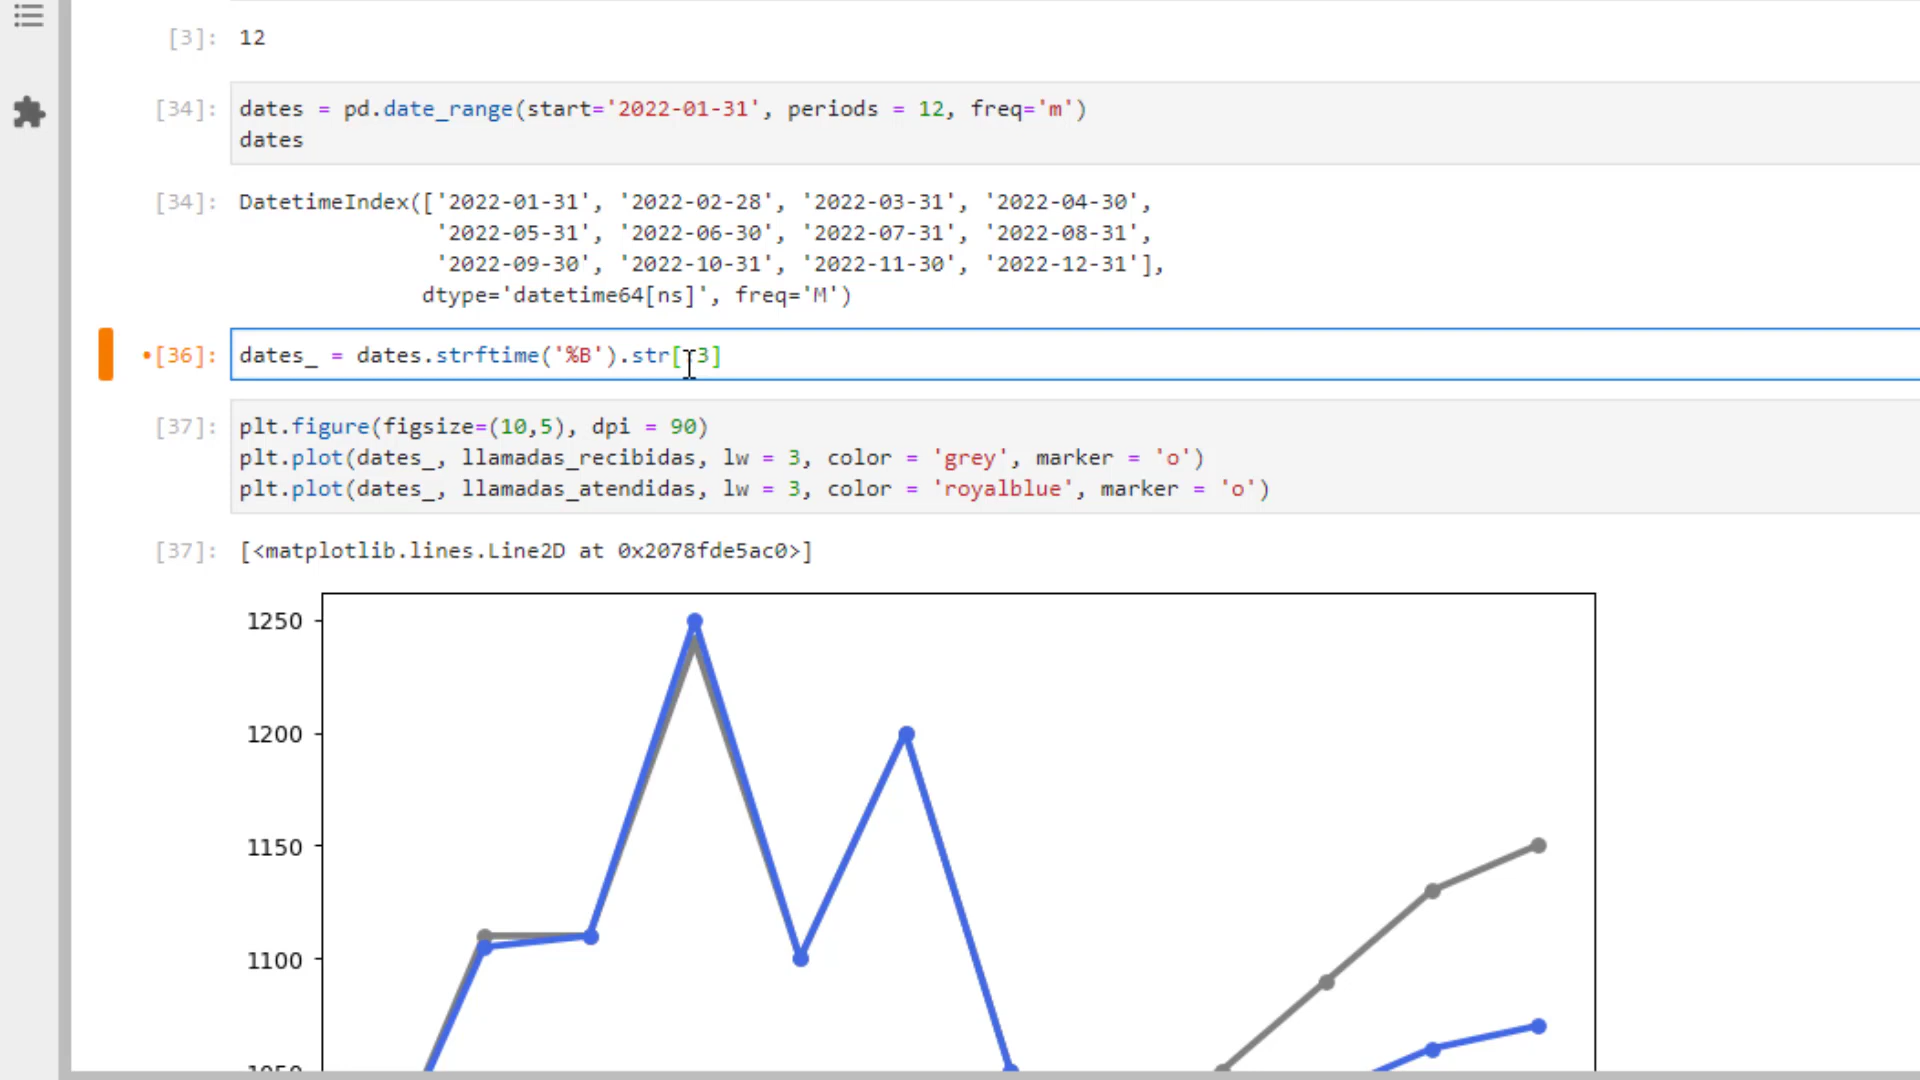 [3]: 12
[34]: dates = pd.date_range(start='2022-01-31', periods = 12, freq='m')
dates
[34]: DatetimeIndex(['2022-01-31', '2022-02-28', '2022-03-31', '2022-04-30',
'2022-05-31', '2022-06-30', '2022-07-31', '2022-08-31',
'2022-09-30', '2022-10-31', '2022-11-30', '2022-12-31'],
dtype='datetime64[ns]', freq='M')
•[36]: dates_ = dates.strftime('%B').str[ 3]
[37]: plt.figure(figsize=(10,5), dpi = 90)
plt.plot(dates_, llamadas_recibidas, lw = 3, color = 'grey', marker = 'o')
plt.plot(dates_, llamadas_atendidas, lw = 3, color = 'royalblue', marker = 'o')
[37]: [<matplotlib.lines.Line2D at 0x2078fde5ac0>]
1250
1200
1150
1100